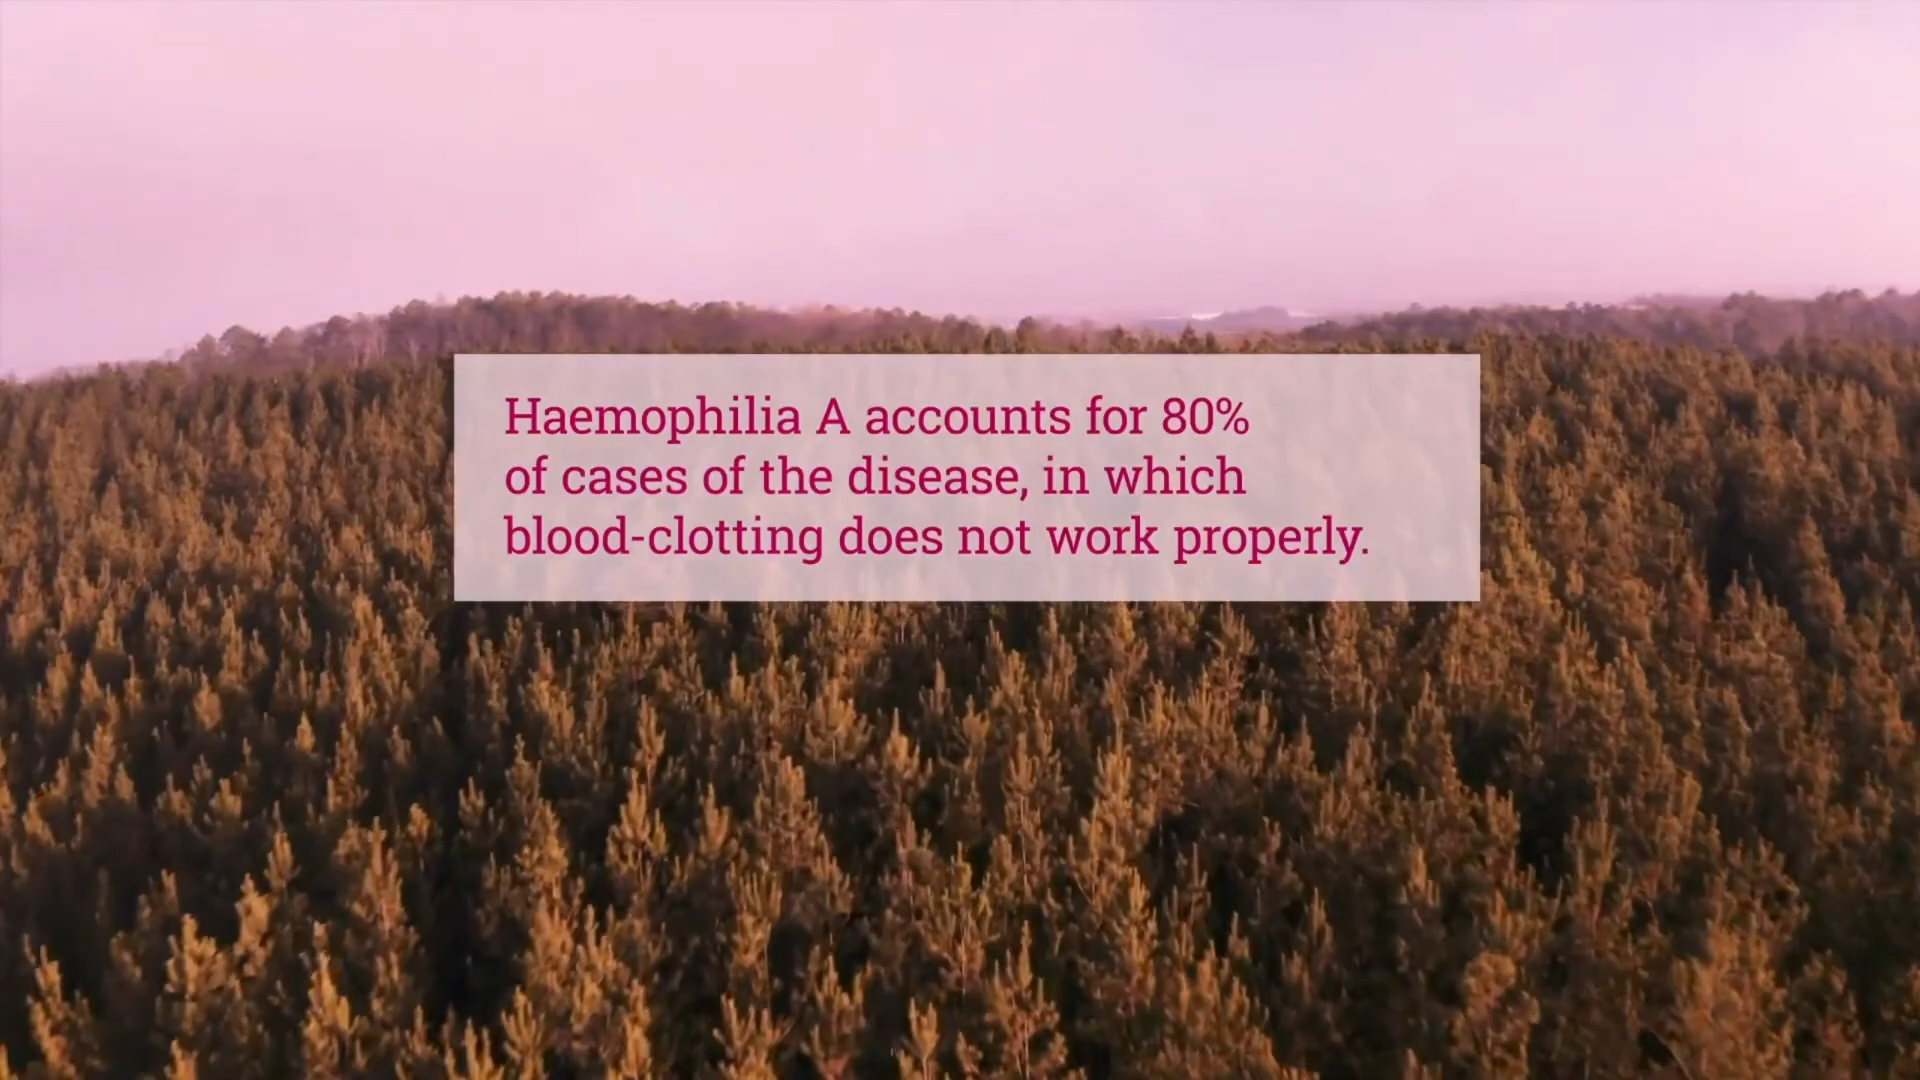 Haemophilia A accounts for 80%
of cases of the disease, in which
blood-clotting does not work properly.